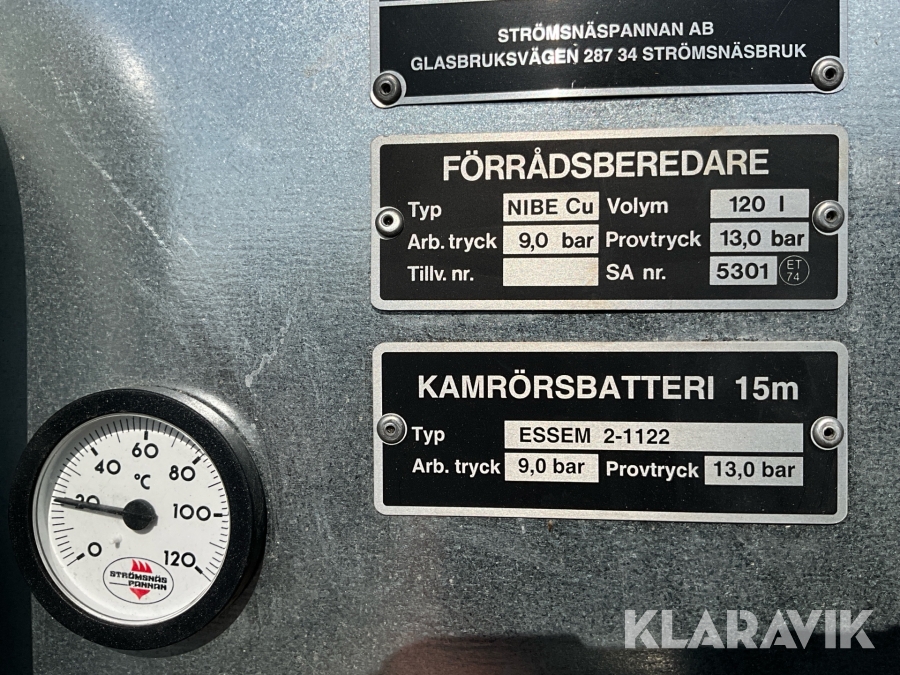 STRÖMSNÄSPANNAN AB
GLASBRUKSVÄGEN 287 34 STRÖMSNÄSBRUK
FÖRRÅDSBEREDARE
Typ NIBE Cu Volym 120 l
Arb. tryck 9,0 bar Provtryck 13,0 bar
Tillv. nr. SA nr. 5301 ET 74
KAMRÖRSBATTERI 15m
Typ ESSEM 2-1122
Arb. tryck 9,0 bar Provtryck 13,0 bar
0 20 40 60 80 100 120
°C
STRÖMSNÄS
PANNAN
KLARAVIK